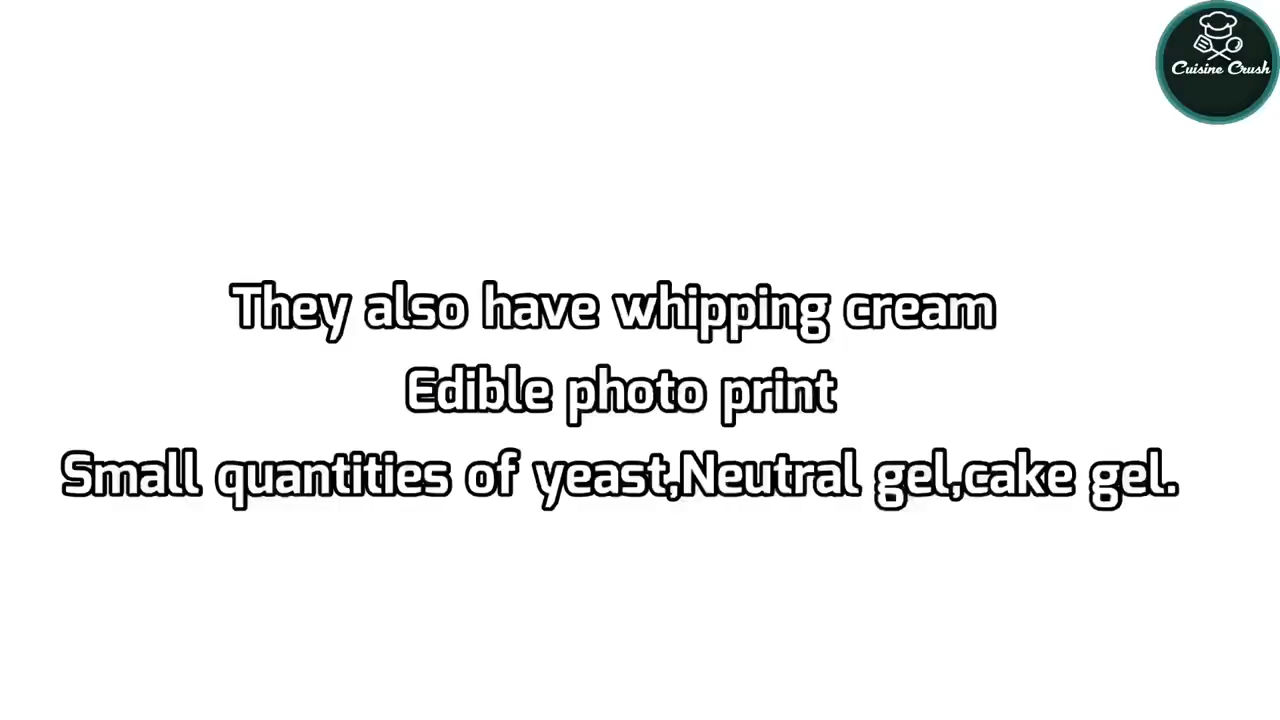 Cuisine Crush
They also have whipping cream
Edible photo print
Small quantities of yeast,Neutral gel,cake gel.